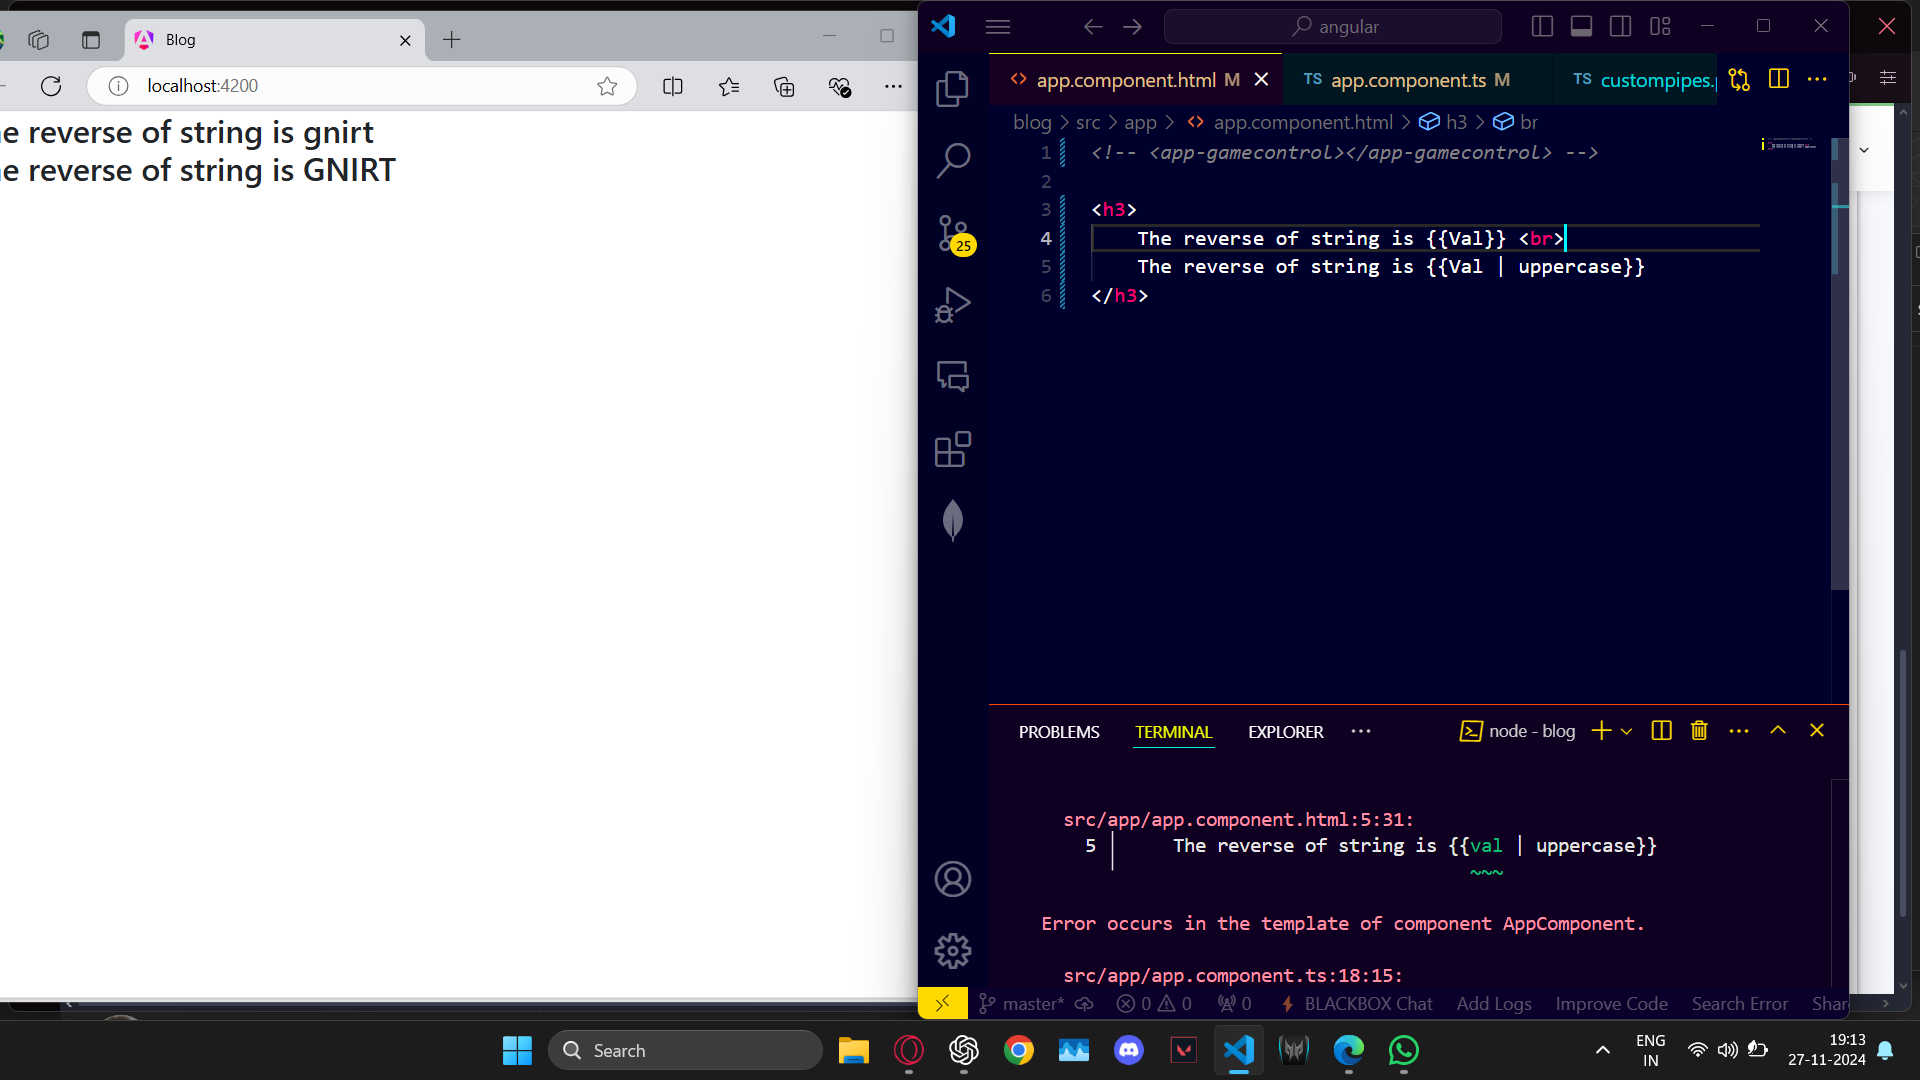 Blog
localhost:4200
e reverse of string is gnirt
e reverse of string is GNIRT
angular
app.component.html M
TS app.component.ts M
TS custompipes.
blog > src > app > app.component.html > h3 > br
1 <!-- <app-gamecontrol></app-gamecontrol> -->
2
3 <h3>
4 The reverse of string is {{Val}} <br>
5 The reverse of string is {{Val | uppercase}}
6 </h3>
25
PROBLEMS TERMINAL EXPLORER ··· node - blog
src/app/app.component.html:5:31:
5 │ The reverse of string is {{val | uppercase}}
~~~
Error occurs in the template of component AppComponent.
src/app/app.component.ts:18:15:
master* 0 0 0 BLACKBOX Chat Add Logs Improve Code Search Error Shar
Search
ENG
IN
19:13
27-11-2024